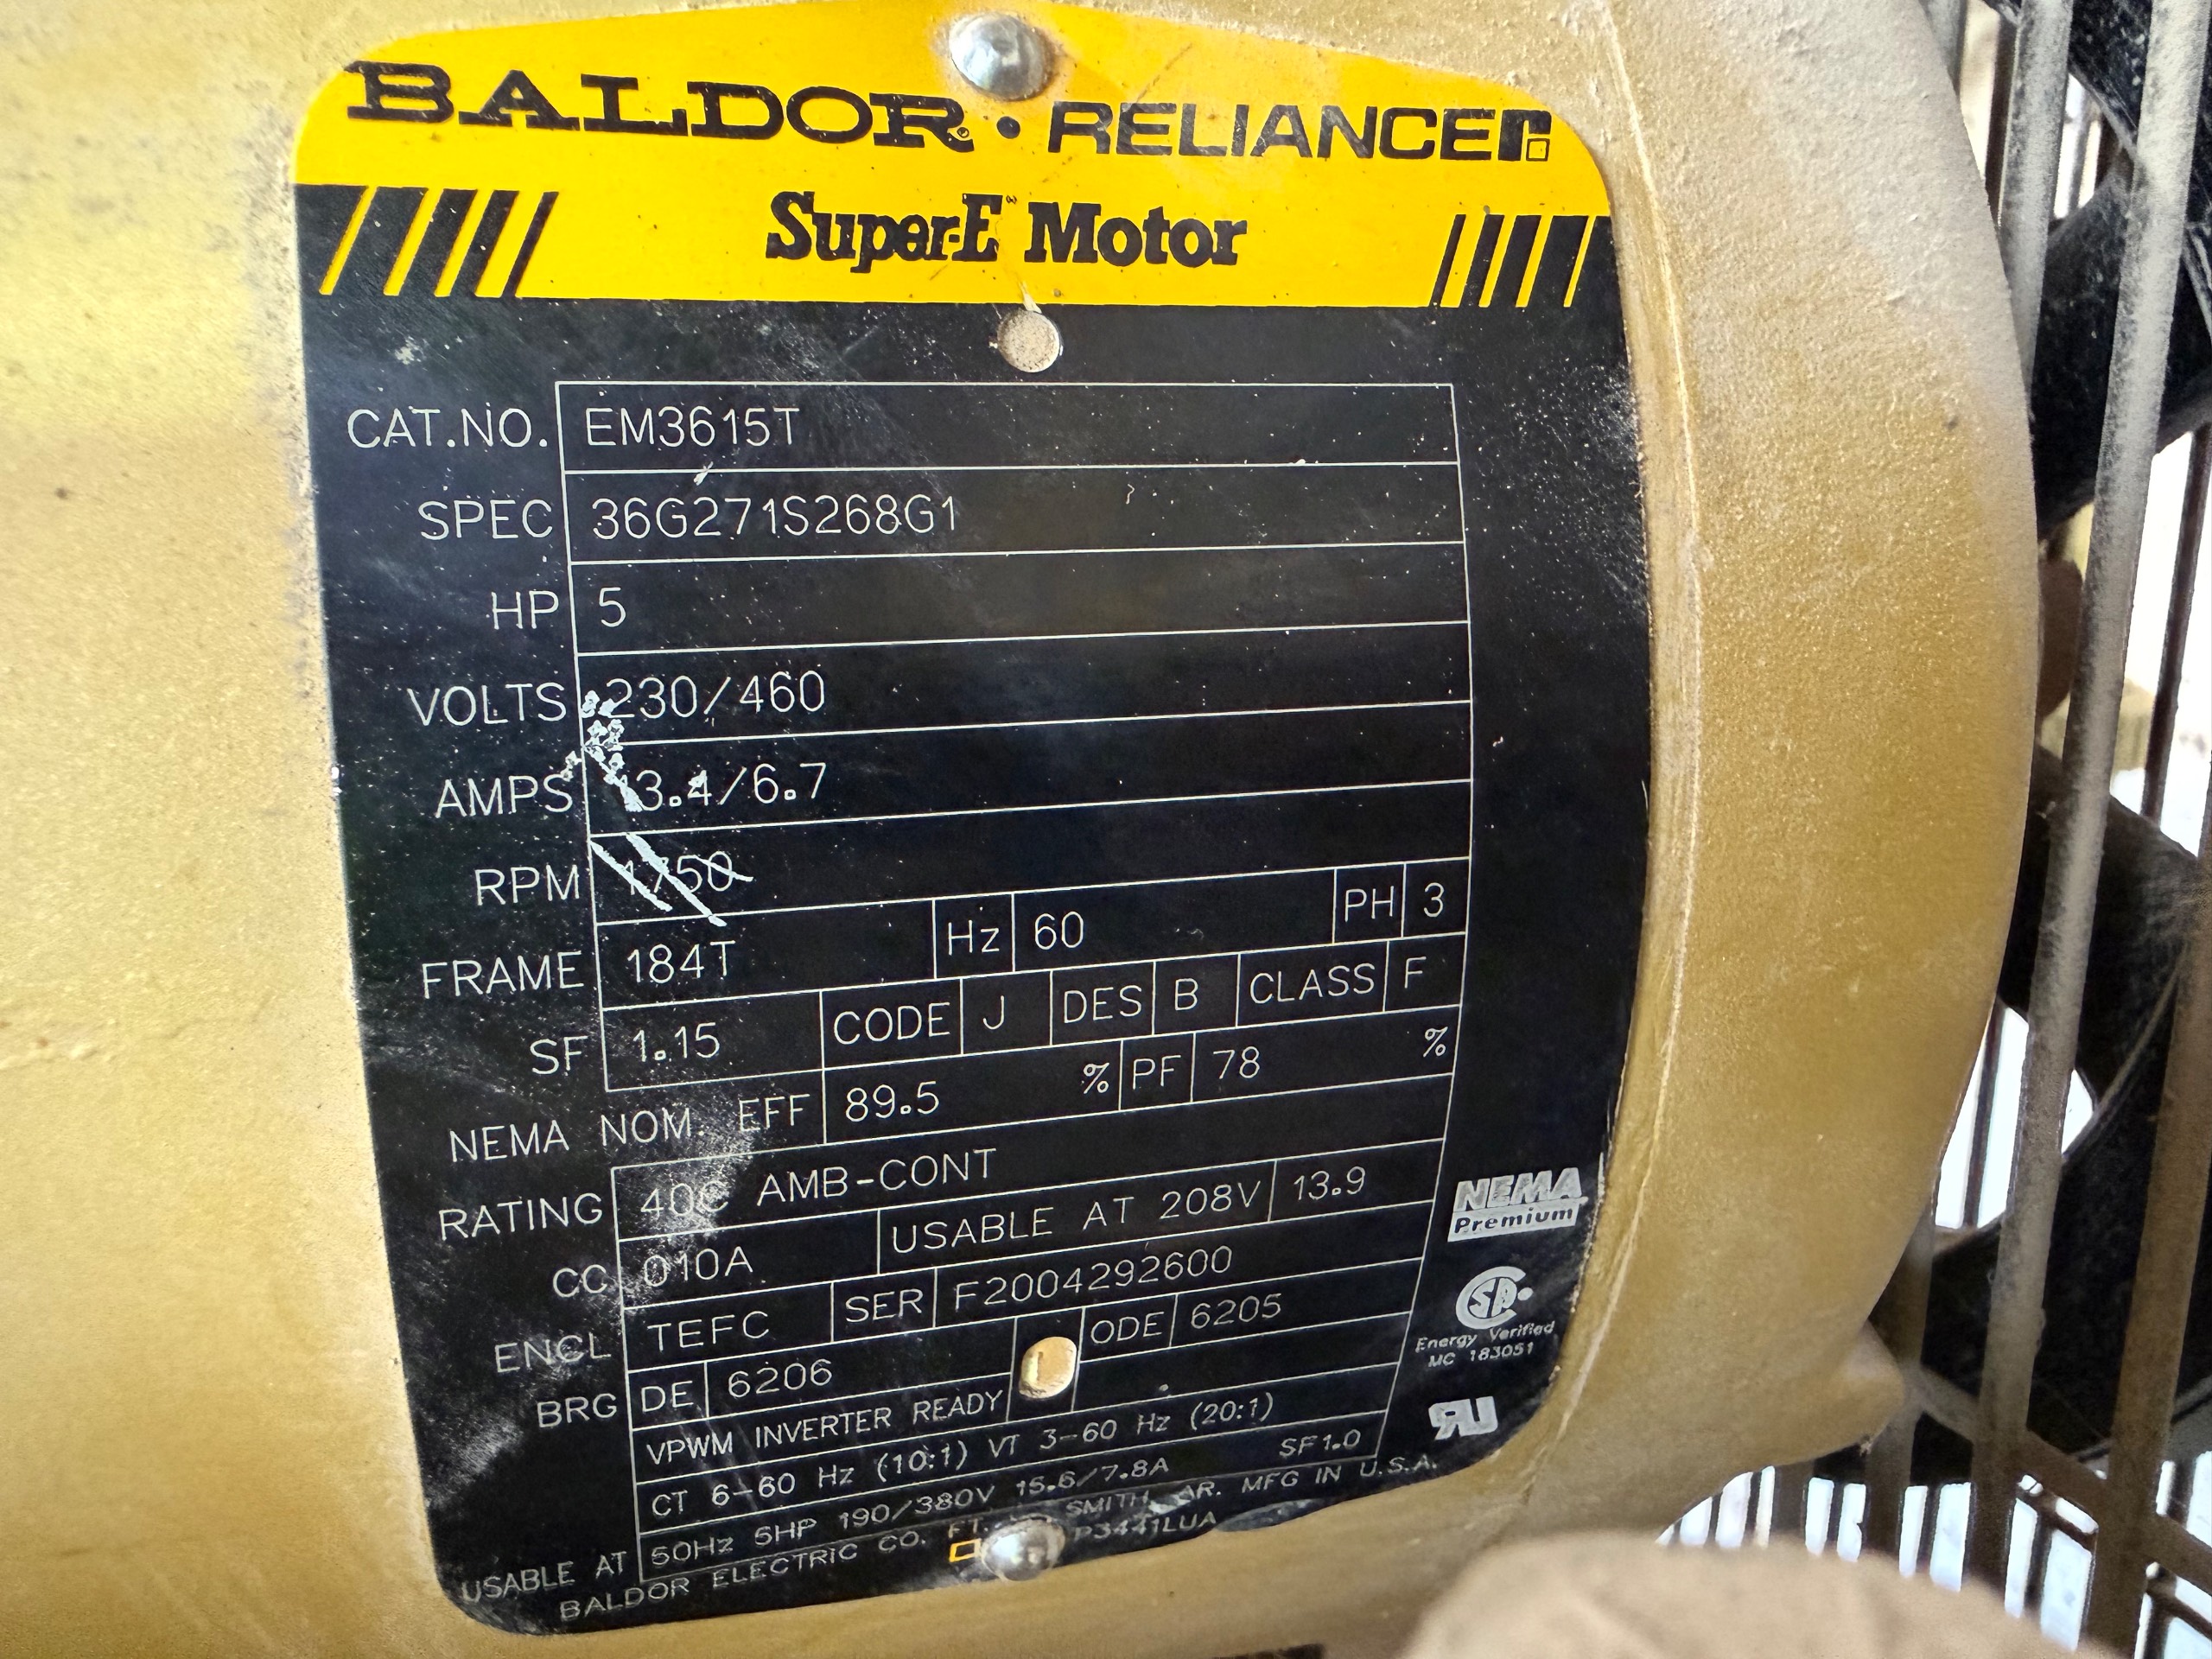 BALDOR • RELIANCE
Super-E Motor
CAT.NO. EM3615T
SPEC 36G271S268G1
HP 5
VOLTS 230/460
AMPS 13.4/6.7
RPM 1750
FRAME 184T Hz 60 PH 3
SF 1.15 CODE J DES B CLASS F
NEMA NOM. EFF 89.5 % PF 78 %
RATING 40C AMB-CONT
CC 010A USABLE AT 208V 13.9
ENCL TEFC SER F2004292600
BRG DE 6206 ODE 6205
VPWM INVERTER READY
CT 6-60 Hz (10:1) VT 3-60 Hz (20:1)
USABLE AT 50Hz 5HP 190/380V 15.6/7.8A SF1.0
BALDOR ELECTRIC CO. FT. SMITH, AR. MFG IN U.S.A.
NEMA
Premium
Energy Verified
MC 183051